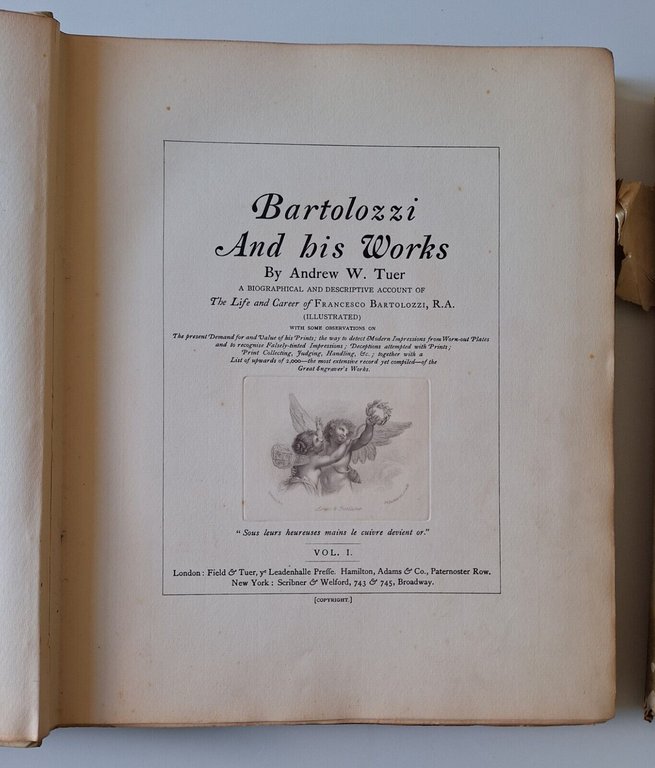 Bartolozzi
And his Works
By Andrew W. Tuer
A BIOGRAPHICAL AND DESCRIPTIVE ACCOUNT OF
The Life and Career of FRANCESCO BARTOLOZZI, R.A.
(ILLUSTRATED)
WITH SOME OBSERVATIONS ON
The present Demand for and Value of his Prints; the way to detect Modern Impressions from Worn-out Plates
and to recognise Falsely-tinted Impressions; Deceptions attempted with Prints;
Print Collecting, Judging, Handling, &c.; together with a
List of upwards of 2,000—the most extensive record yet compiled—of the
Great Engraver's Works.
"Sous leurs heureuses mains le cuivre devient or."
VOL. I.
London: Field & Tuer, ye Leadenhalle Presse. Hamilton, Adams & Co., Paternoster Row.
New York: Scribner & Welford, 743 & 745, Broadway.
[COPYRIGHT.]